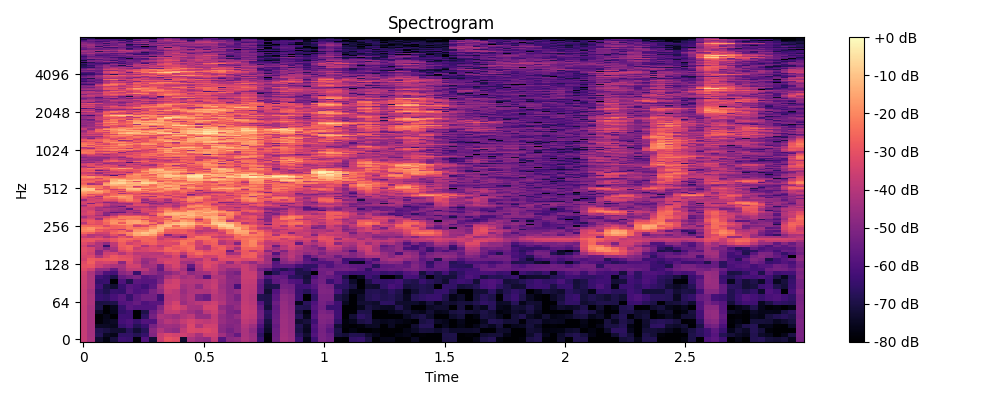 Spectrogram
+0 dB
4096
-10 dB
2048
-20 dB
1024
-30 dB
Hz
512
-40 dB
256
-50 dB
128
-60 dB
64
-70 dB
0
-80 dB
0 0.5 1 1.5 2 2.5
Time